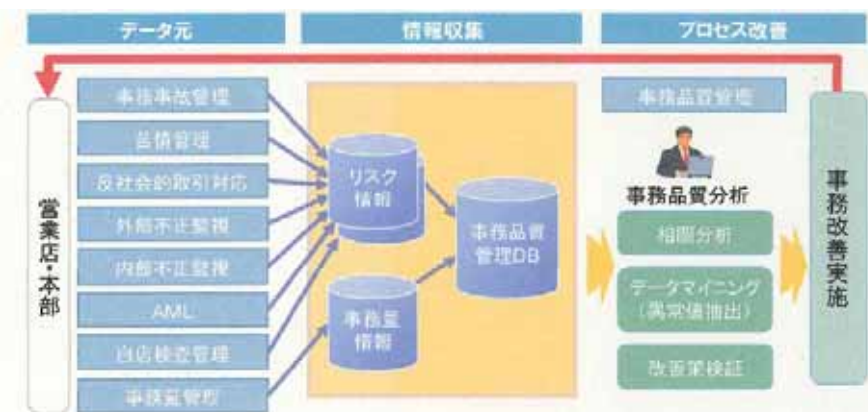 データ元
情報収集
プロセス改善
営業店・本部
事務事故管理
苦情管理
反社会的取引対応
外部不正監視
内部不正監視
AML
自店検査管理
事務量管理
リスク
情報
事務量
情報
事務品質
管理DB
事務品質管理
事務品質分析
相関分析
データマイニング
(異常値抽出)
改善策検証
事務改善実施